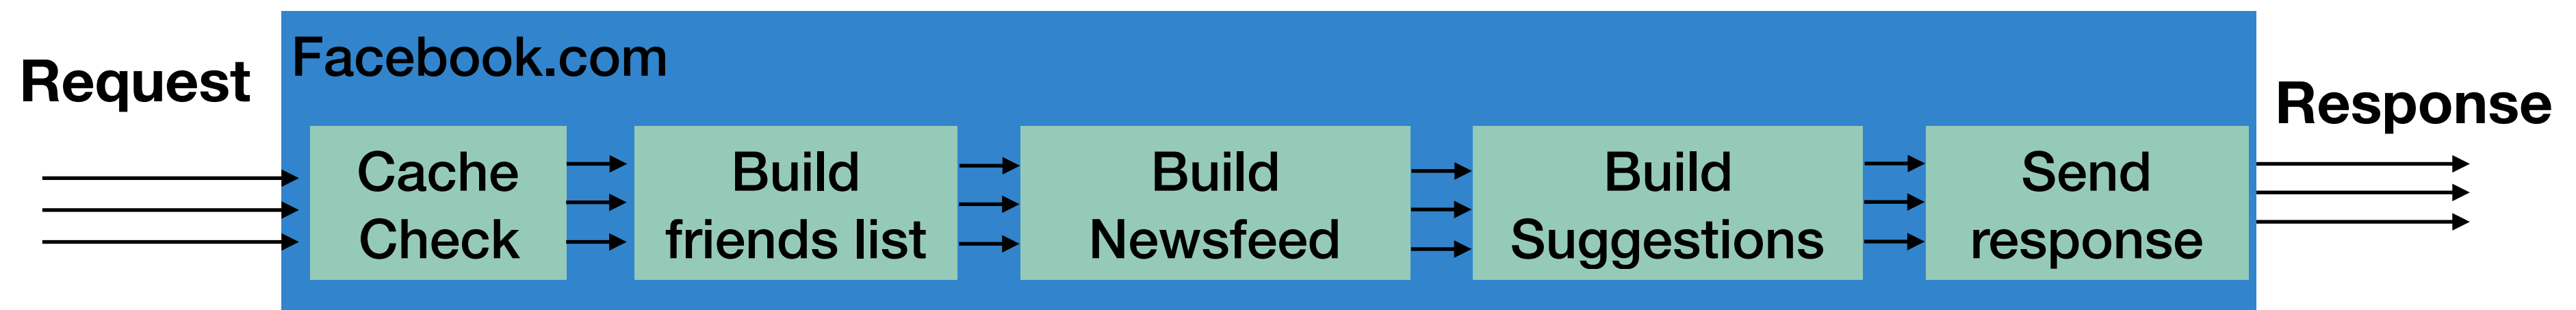 Request
Facebook.com
Cache
Check
Build
friends list
Build
Newsfeed
Build
Suggestions
Send
response
Response